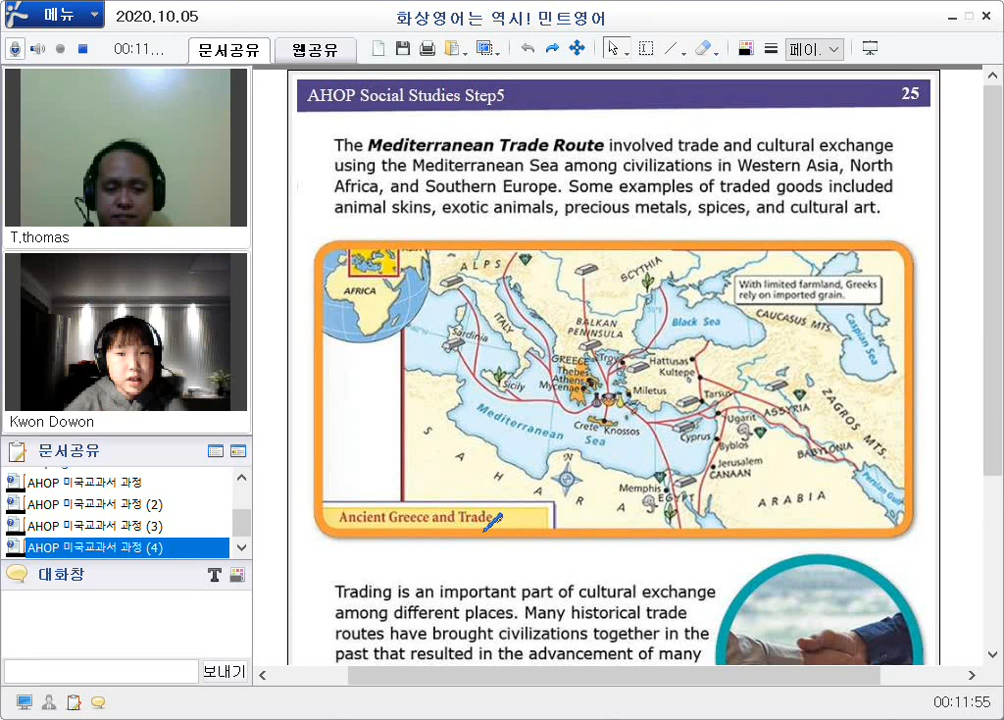 메뉴 2020.10.05 화상영어는 역시! 민트영어
00:11... 문서공유 웹공유 페이.
T.thomas
Kwon Dowon
문서공유
AHOP 미국교과서 과정
AHOP 미국교과서 과정 (2)
AHOP 미국교과서 과정 (3)
AHOP 미국교과서 과정 (4)
대화창
보내기
AHOP Social Studies Step5 25
The Mediterranean Trade Route involved trade and cultural exchange
using the Mediterranean Sea among civilizations in Western Asia, North
Africa, and Southern Europe. Some examples of traded goods included
animal skins, exotic animals, precious metals, spices, and cultural art.
AFRICA
ALPS
SCYTHIA
With limited farmland, Greeks
rely on imported grain.
ITALY
BALKAN
PENINSULA
Black Sea
CAUCASUS MTS.
Caspian Sea
Sardinia
GREECE
Troy
Hattusas
Kultepe
Thebes
Athens
Mycenae
Miletus
Sicily
Tarsus
ASSYRIA
ZAGROS MTS.
Mediterranean
Sea
Crete
Knossos
Ugarit
Cyprus
Byblos
BABYLONIA
Jerusalem
CANAAN
Persian Gulf
SAHARA
N
Memphis
EGYPT
ARABIA
Ancient Greece and Trade
Trading is an important part of cultural exchange
among different places. Many historical trade
routes have brought civilizations together in the
past that resulted in the advancement of many
00:11:55